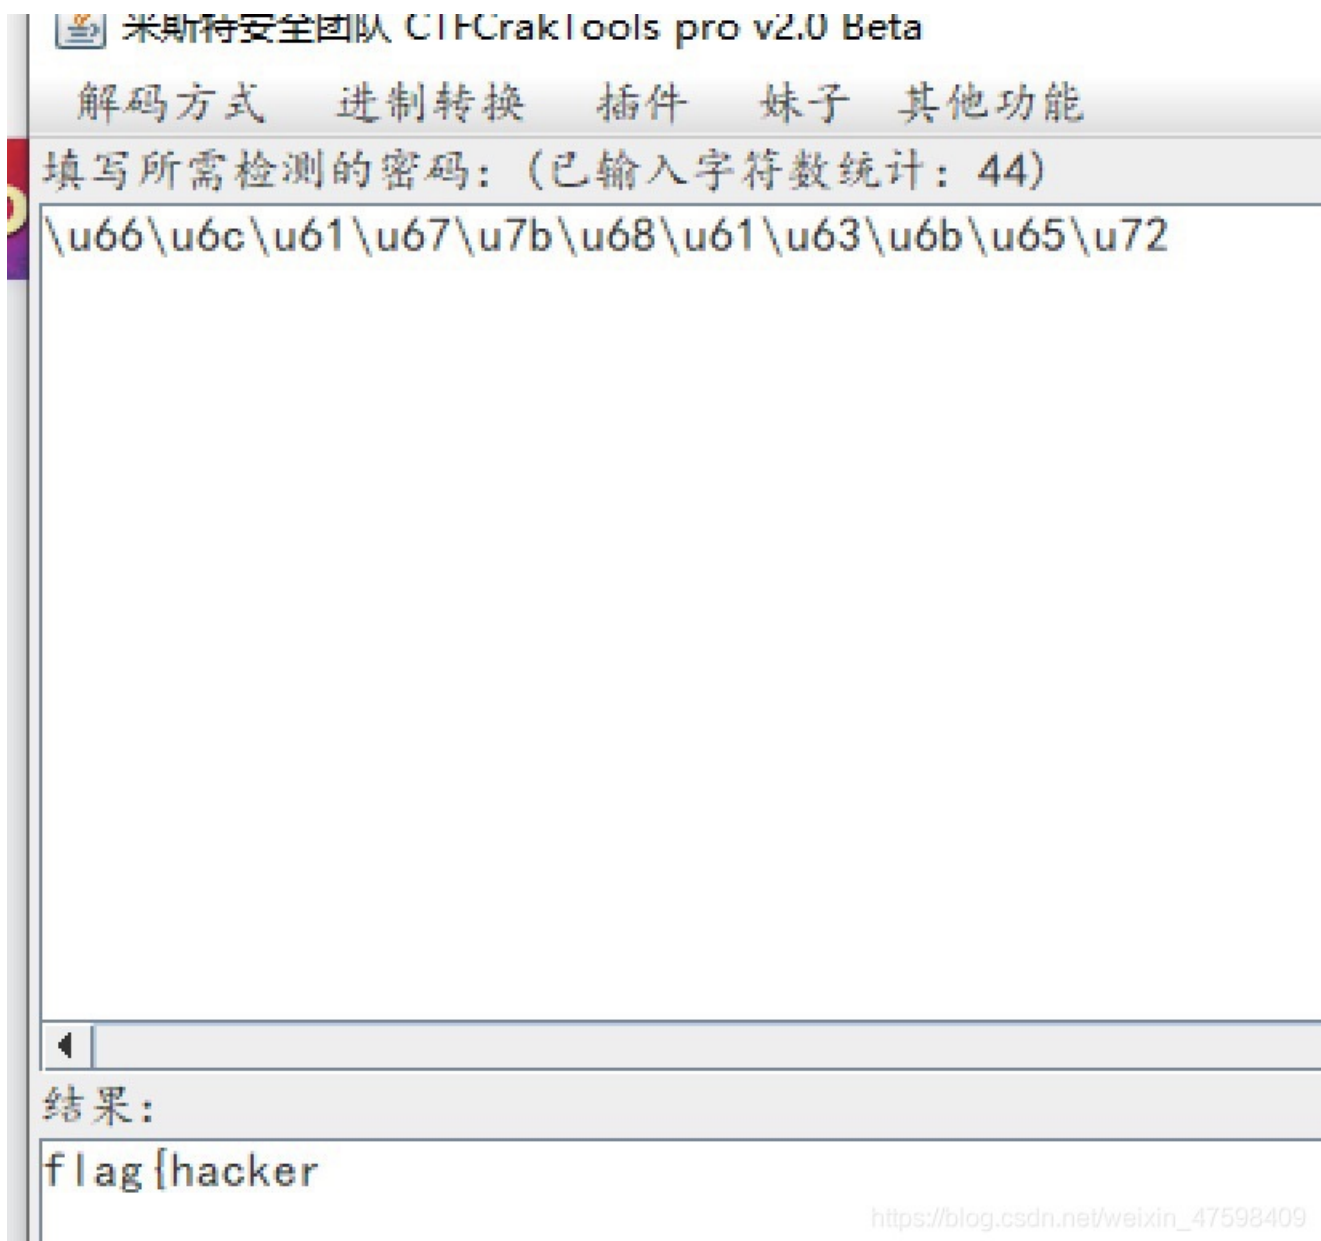 米斯特安全团队 CTFCrakTools pro v2.0 Beta
解码方式 进制转换 插件 妹子 其他功能
填写所需检测的密码：(已输入字符数统计：44)
\u66\u6c\u61\u67\u7b\u68\u61\u63\u6b\u65\u72
结果：
flag{hacker
https://blog.csdn.net/weixin_47598409